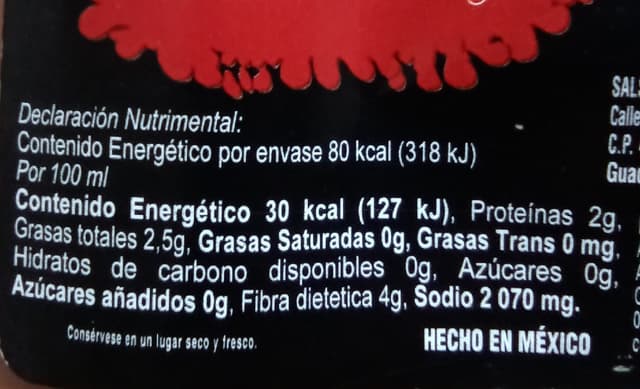 Declaración Nutrimental:
Contenido Energético por envase 80 kcal (318 kJ)
Por 100 ml
Contenido Energético 30 kcal (127 kJ), Proteínas 2g,
Grasas totales 2,5g, Grasas Saturadas 0g, Grasas Trans 0 mg,
Hidratos de carbono disponibles 0g, Azúcares 0g,
Azúcares añadidos 0g, Fibra dietetica 4g, Sodio 2 070 mg.
Consérvese en un lugar seco y fresco.
HECHO EN MÉXICO
Calle
C.P.